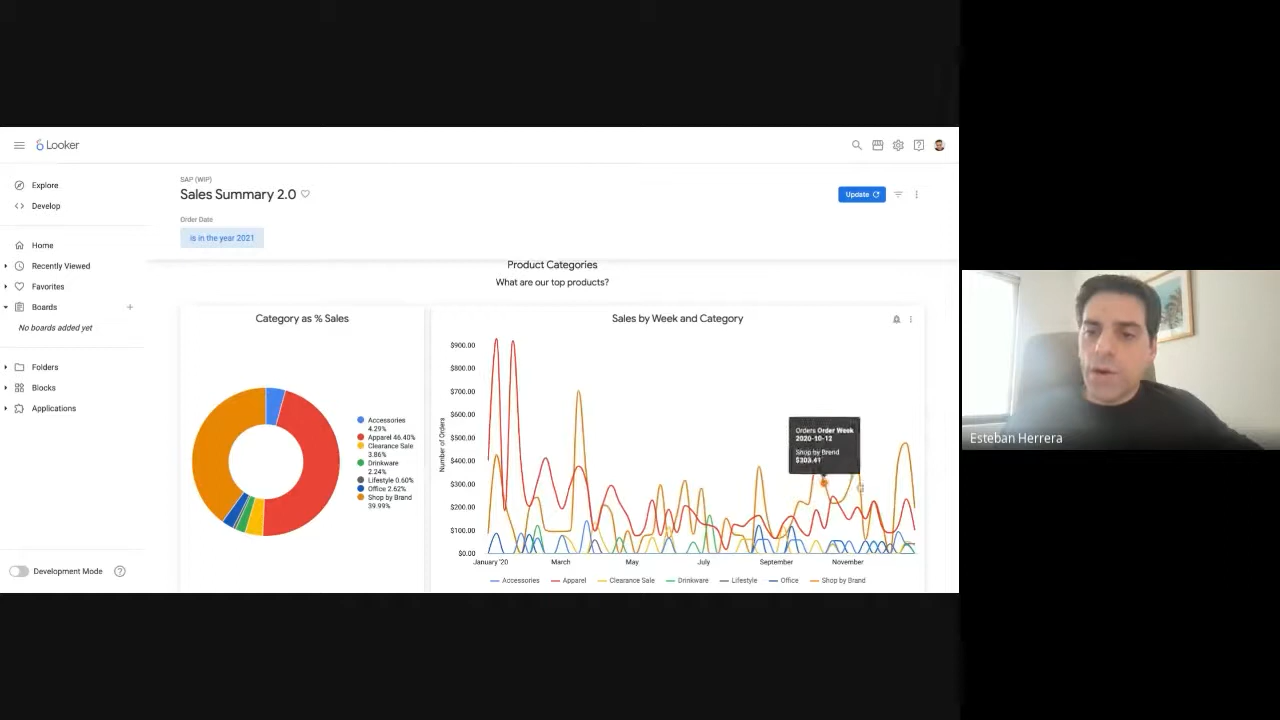 Looker
Explore
Develop
Home
Recently Viewed
Favorites
Boards
+
No boards added yet
Folders
Blocks
Applications
Development Mode
SAP (WIP)
Sales Summary 2.0
Update
Order Date
is in the year 2021
Product Categories
What are our top products?
Category as % Sales
Accessories
4.29%
Apparel 46.40%
Clearance Sale
3.86%
Drinkware
2.24%
Lifestyle 0.60%
Office 2.62%
Shop by Brand
39.99%
Sales by Week and Category
Number of Orders
$900.00
$800.00
$700.00
$600.00
$500.00
$400.00
$300.00
$200.00
$100.00
$0.00
Orders Order Week
2020-10-12
Shop by Brand
$303.41
January '20
March
May
July
September
November
Accessories
Apparel
Clearance Sale
Drinkware
Lifestyle
Office
Shop by Brand
Esteban Herrera